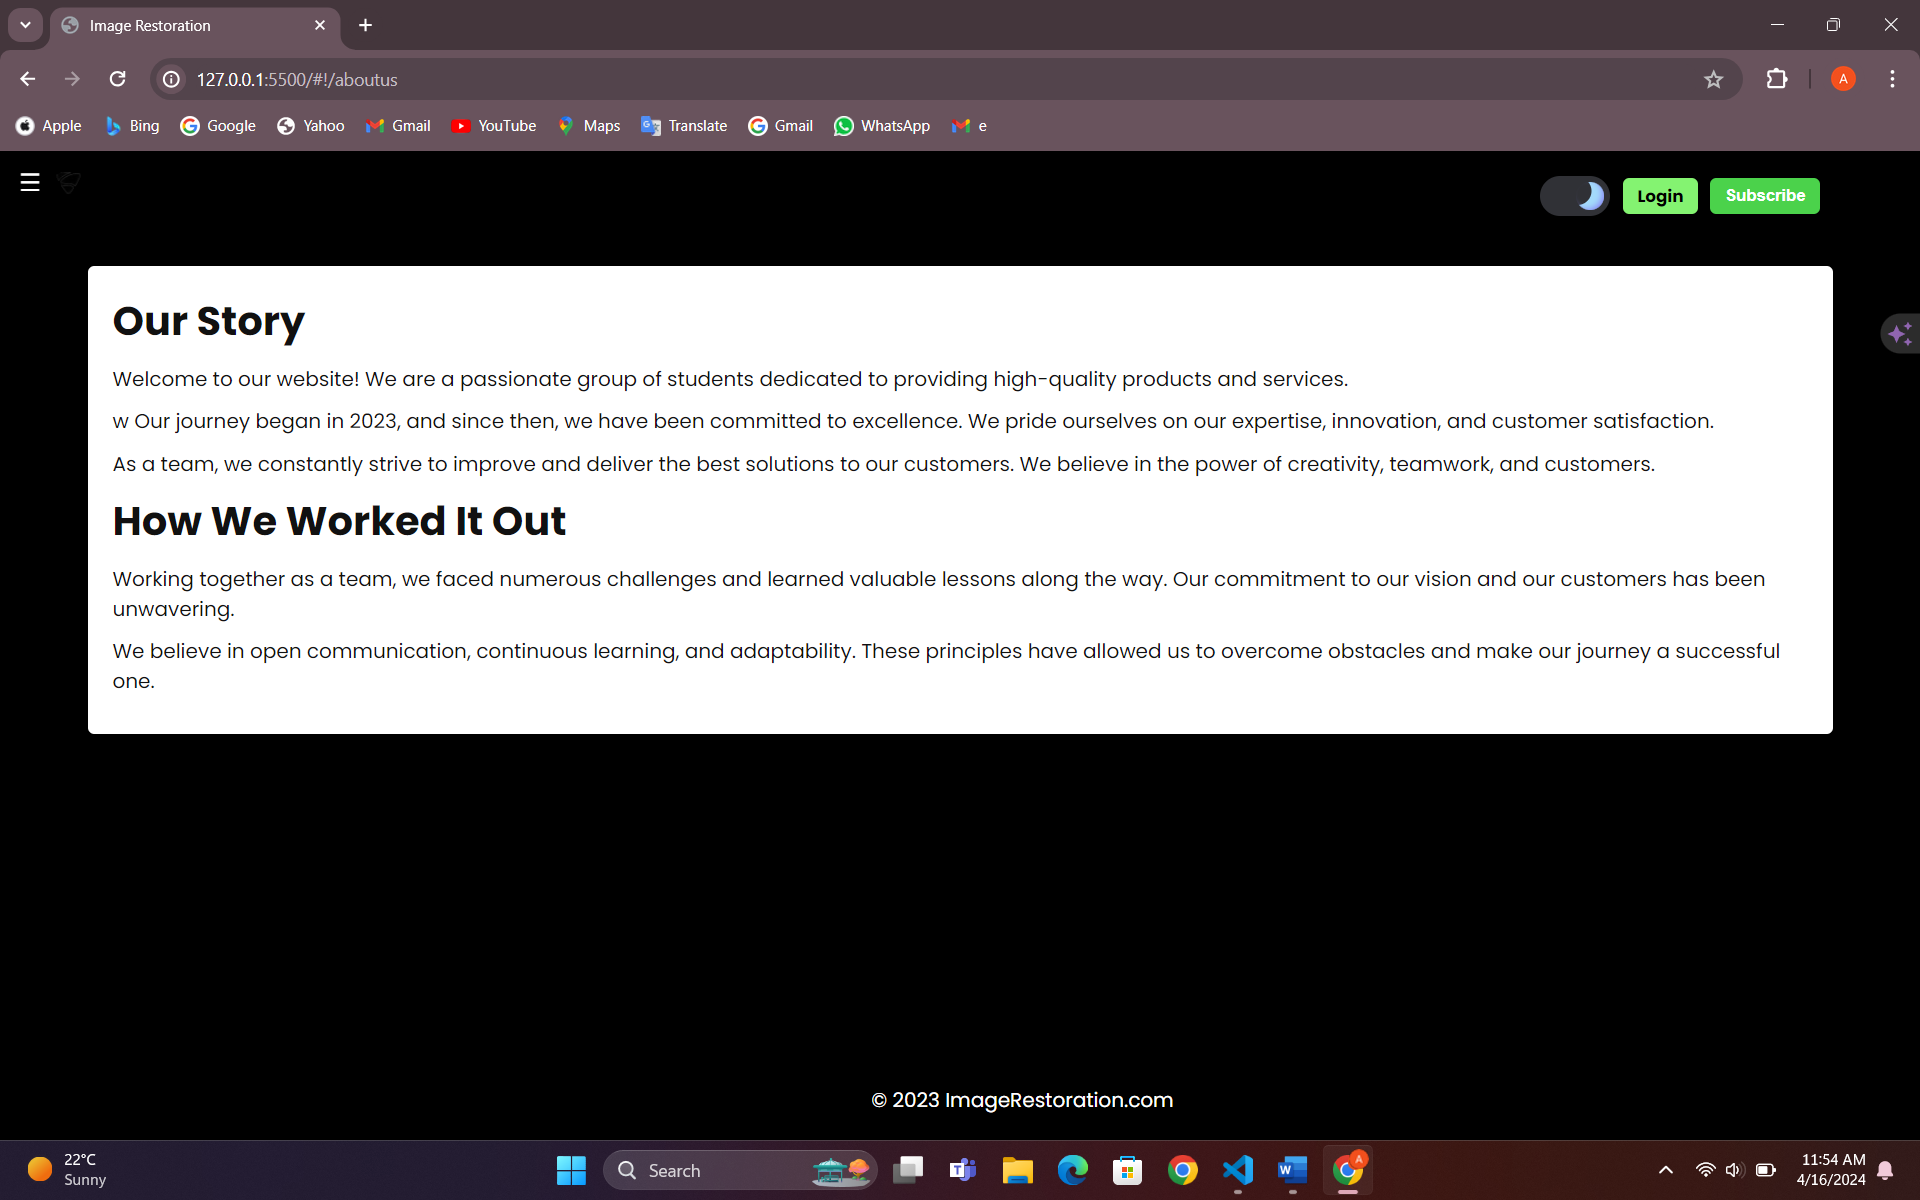 Image Restoration
127.0.0.1:5500/#!/aboutus
A
Apple Bing Google Yahoo Gmail YouTube Maps Translate Gmail WhatsApp e
Login Subscribe
Our Story
Welcome to our website! We are a passionate group of students dedicated to providing high-quality products and services.
w Our journey began in 2023, and since then, we have been committed to excellence. We pride ourselves on our expertise, innovation, and customer satisfaction.
As a team, we constantly strive to improve and deliver the best solutions to our customers. We believe in the power of creativity, teamwork, and customers.
How We Worked It Out
Working together as a team, we faced numerous challenges and learned valuable lessons along the way. Our commitment to our vision and our customers has been
unwavering.
We believe in open communication, continuous learning, and adaptability. These principles have allowed us to overcome obstacles and make our journey a successful
one.
© 2023 ImageRestoration.com
22°C
Sunny
Search
11:54 AM
4/16/2024